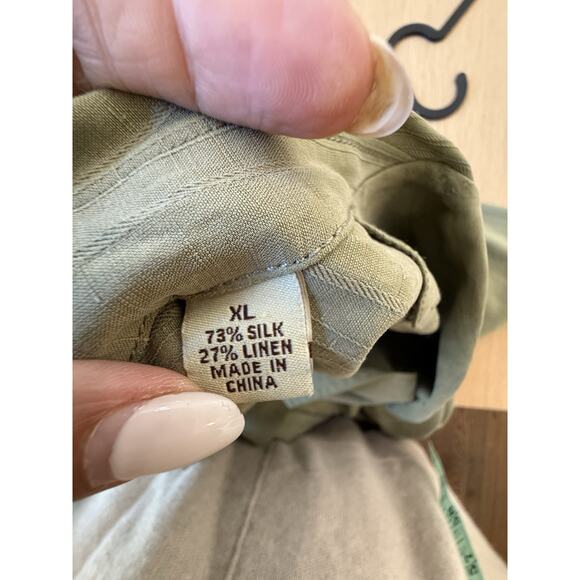 XL
73% SILK
27% LINEN
MADE IN
CHINA